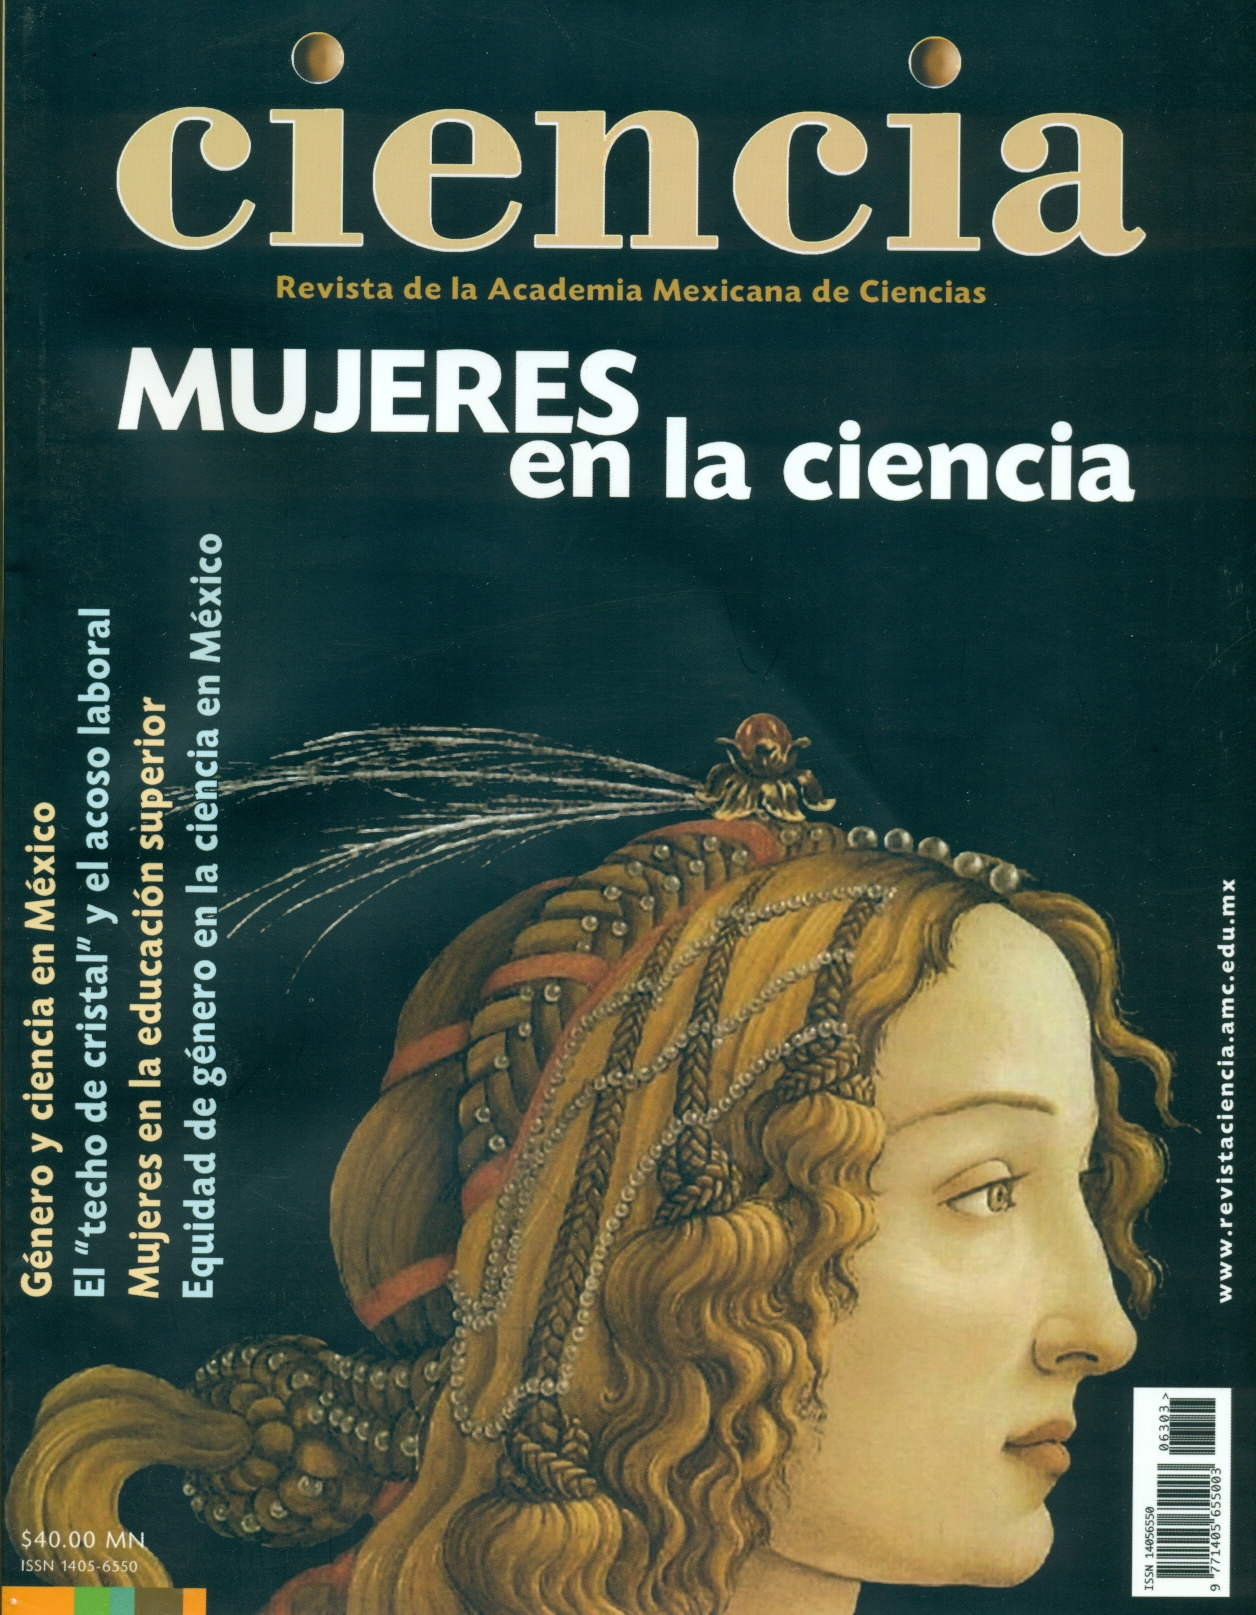 ciencia
Revista de la Academia Mexicana de Ciencias
MUJERES
en la ciencia
Género y ciencia en México
El “techo de cristal” y el acoso laboral
Mujeres en la educación superior
Equidad de género en la ciencia en México
www.revistaciencia.amc.edu.mx
$40.00 MN
ISSN 1405-6550
ISSN 14056550
06303>
9 771405 655003